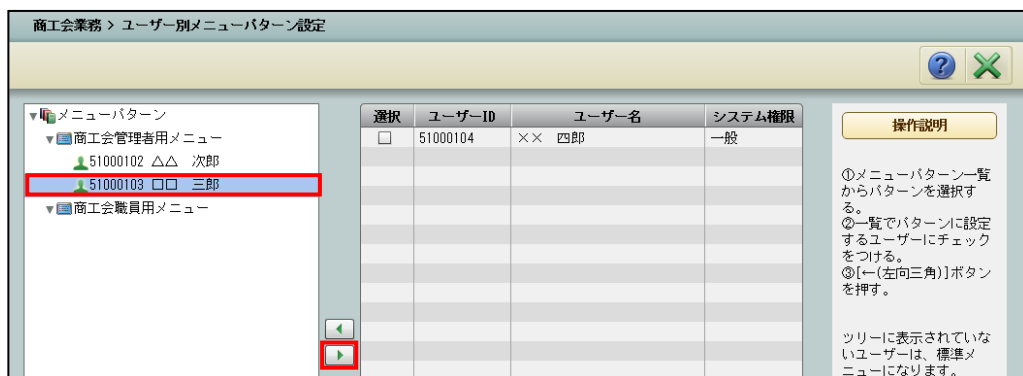 商工会業務 > ユーザー別メニューパターン設定
メニューパターン
商工会管理者用メニュー
51000102 △△ 次郎
51000103 □□ 三郎
商工会職員用メニュー
選択 ユーザーID ユーザー名 システム権限
51000104 ×× 四郎 一般
操作説明
①メニューパターン一覧
からパターンを選択す
る。
②一覧でパターンに設定
するユーザーにチェック
をつける。
③[←(左向三角)]ボタン
を押す。
ツリーに表示されていな
いユーザーは、標準メ
ニューになります。